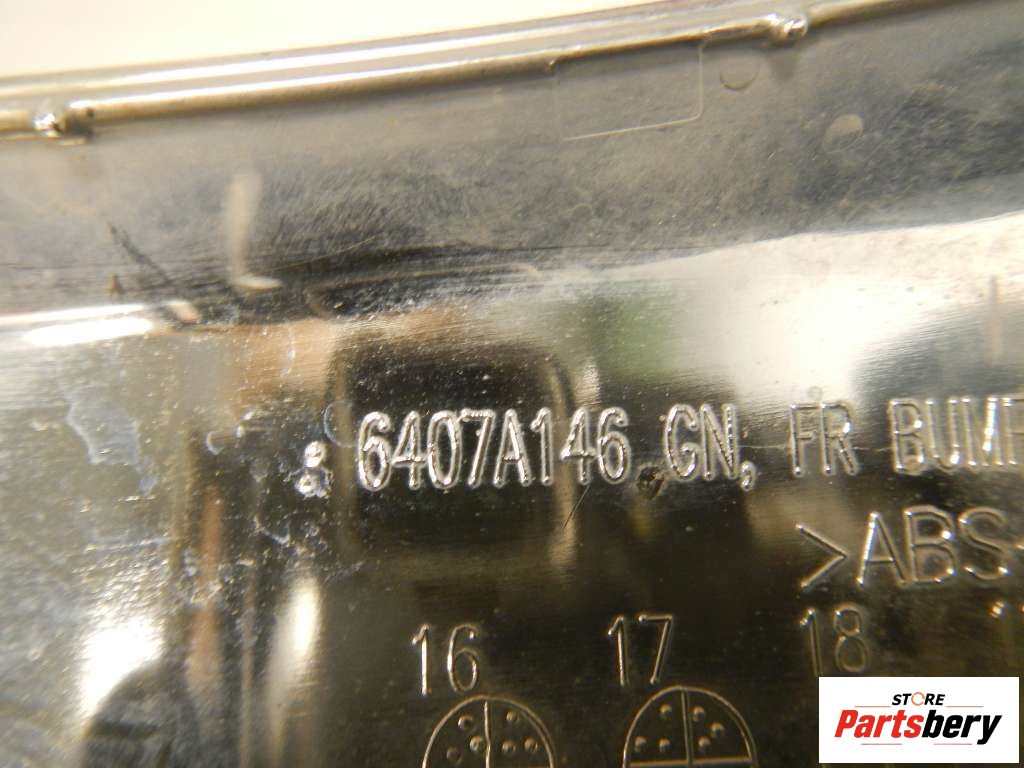 6407A146 GN, FR BUMP
>ABS
16 17 18
STORE
Partsbery